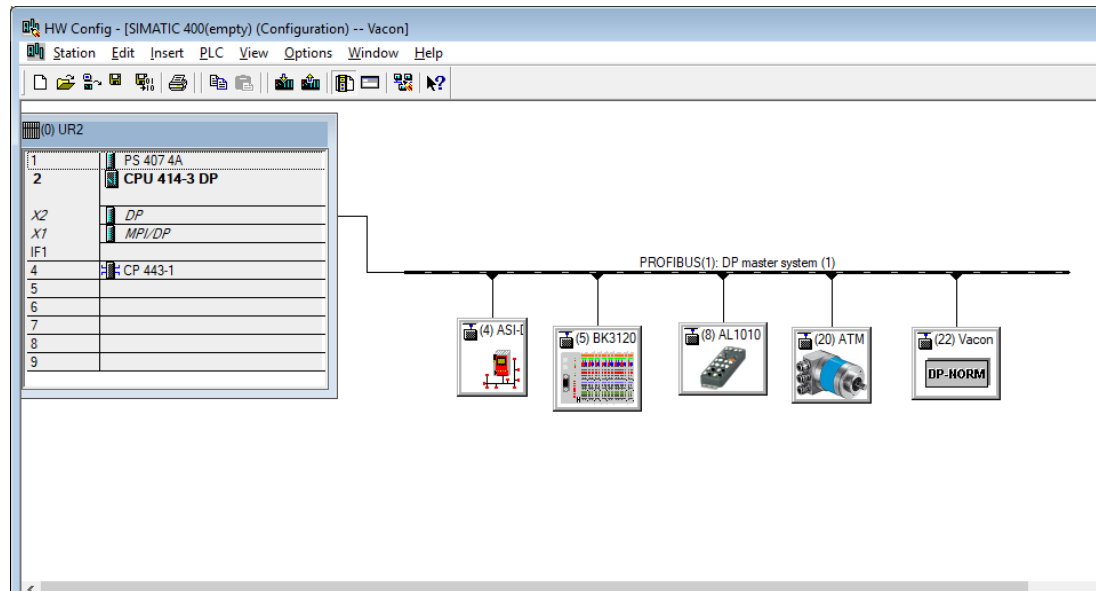 HW Config - [SIMATIC 400(empty) (Configuration) -- Vacon]
Station Edit Insert PLC View Options Window Help
(0) UR2
1 PS 407 4A
2 CPU 414-3 DP
X2 DP
X1 MPI/DP
IF1
4 CP 443-1
5
6
7
8
9
PROFIBUS(1): DP master system (1)
(4) ASI-D
(5) BK3120
(8) AL1010
(20) ATM
(22) Vacon
DP-NORM